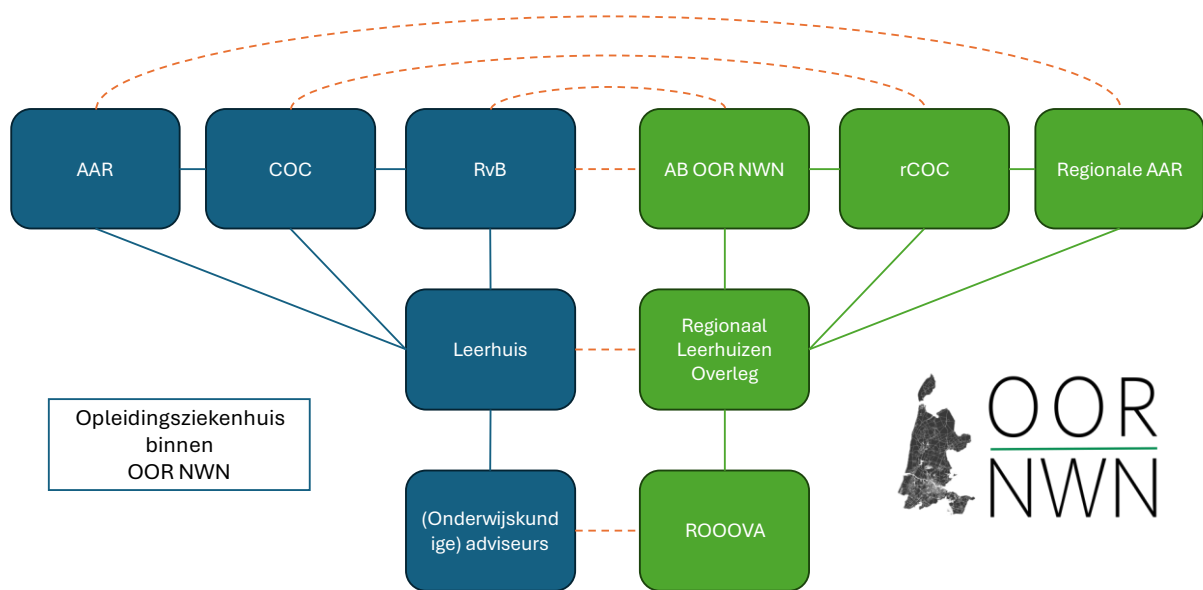 AAR
COC
RvB
AB OOR NWN
rCOC
Regionale AAR
Leerhuis
Regionaal
Leerhuizen
Overleg
Opleidingsziekenhuis
binnen
OOR NWN
(Onderwijskund
ige) adviseurs
ROOOVA
OOR
NWN